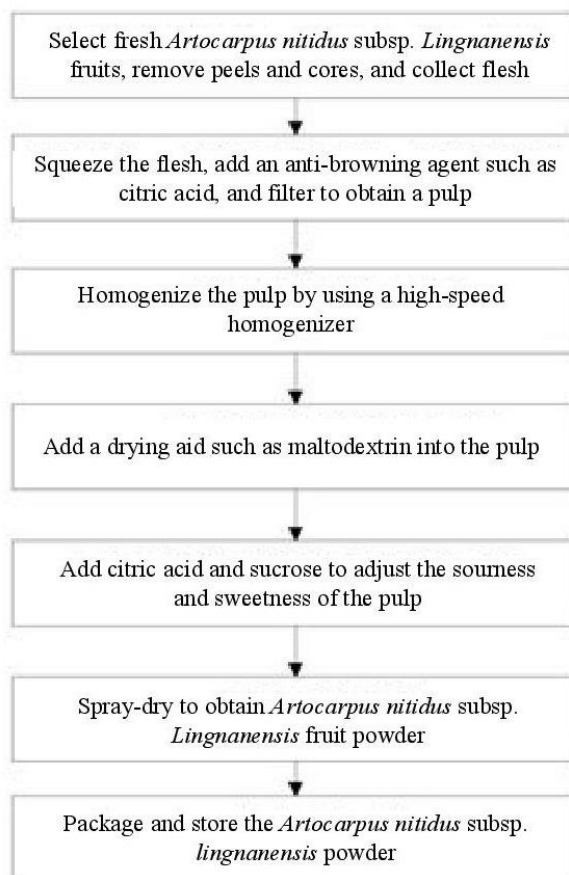 Select fresh Artocarpus nitidus subsp. Lingnanensis
fruits, remove peels and cores, and collect flesh
Squeeze the flesh, add an anti-browning agent such as
citric acid, and filter to obtain a pulp
Homogenize the pulp by using a high-speed
homogenizer
Add a drying aid such as maltodextrin into the pulp
Add citric acid and sucrose to adjust the sourness
and sweetness of the pulp
Spray-dry to obtain Artocarpus nitidus subsp.
Lingnanensis fruit powder
Package and store the Artocarpus nitidus subsp.
lingnanensis powder